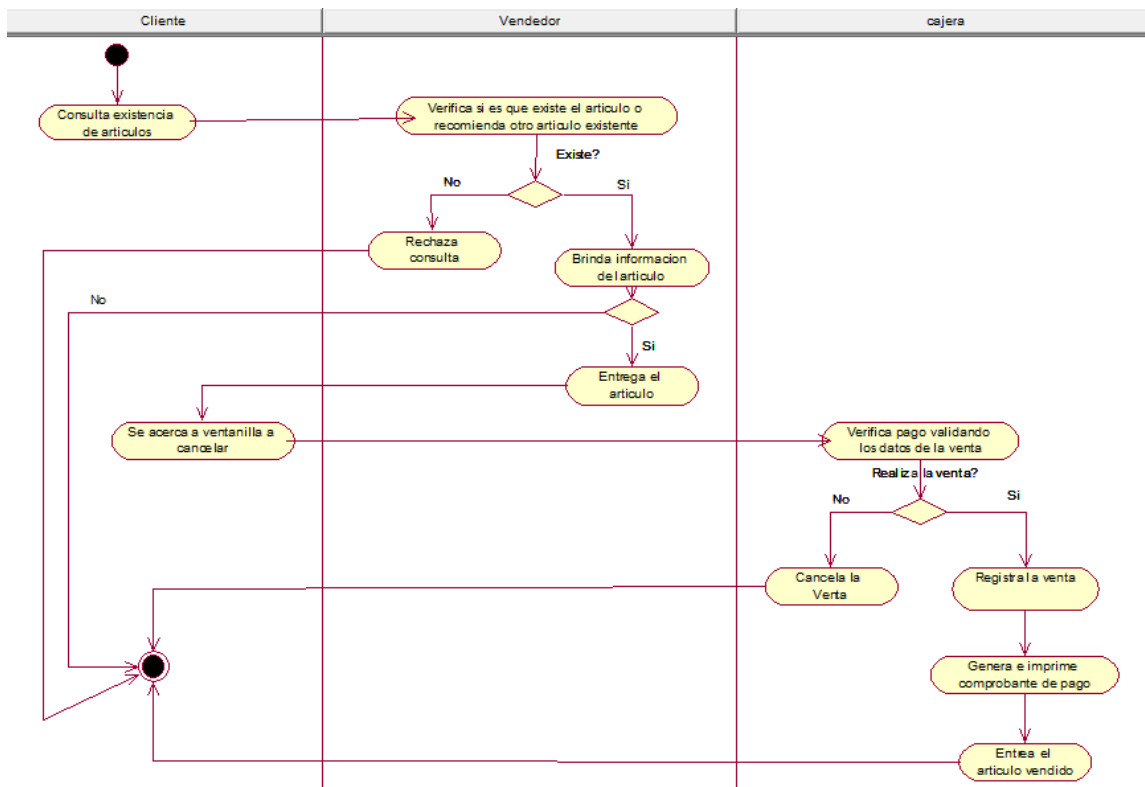 Cliente
Vendedor
cajera
Consulta existencia
de articulos
Verifica si es que existe el articulo o
recomienda otro articulo existente
Existe?
No
Si
Rechaza
consulta
Brinda informacion
del articulo
No
Si
Entrega el
articulo
Se acerca a ventanilla a
cancelar
Verifica pago validando
los datos de la venta
Realiza la venta?
No
Si
Cancela la
Verta
Registral a venta
Genera e imprime
comprobante de pago
Entrea el
articulo vendido